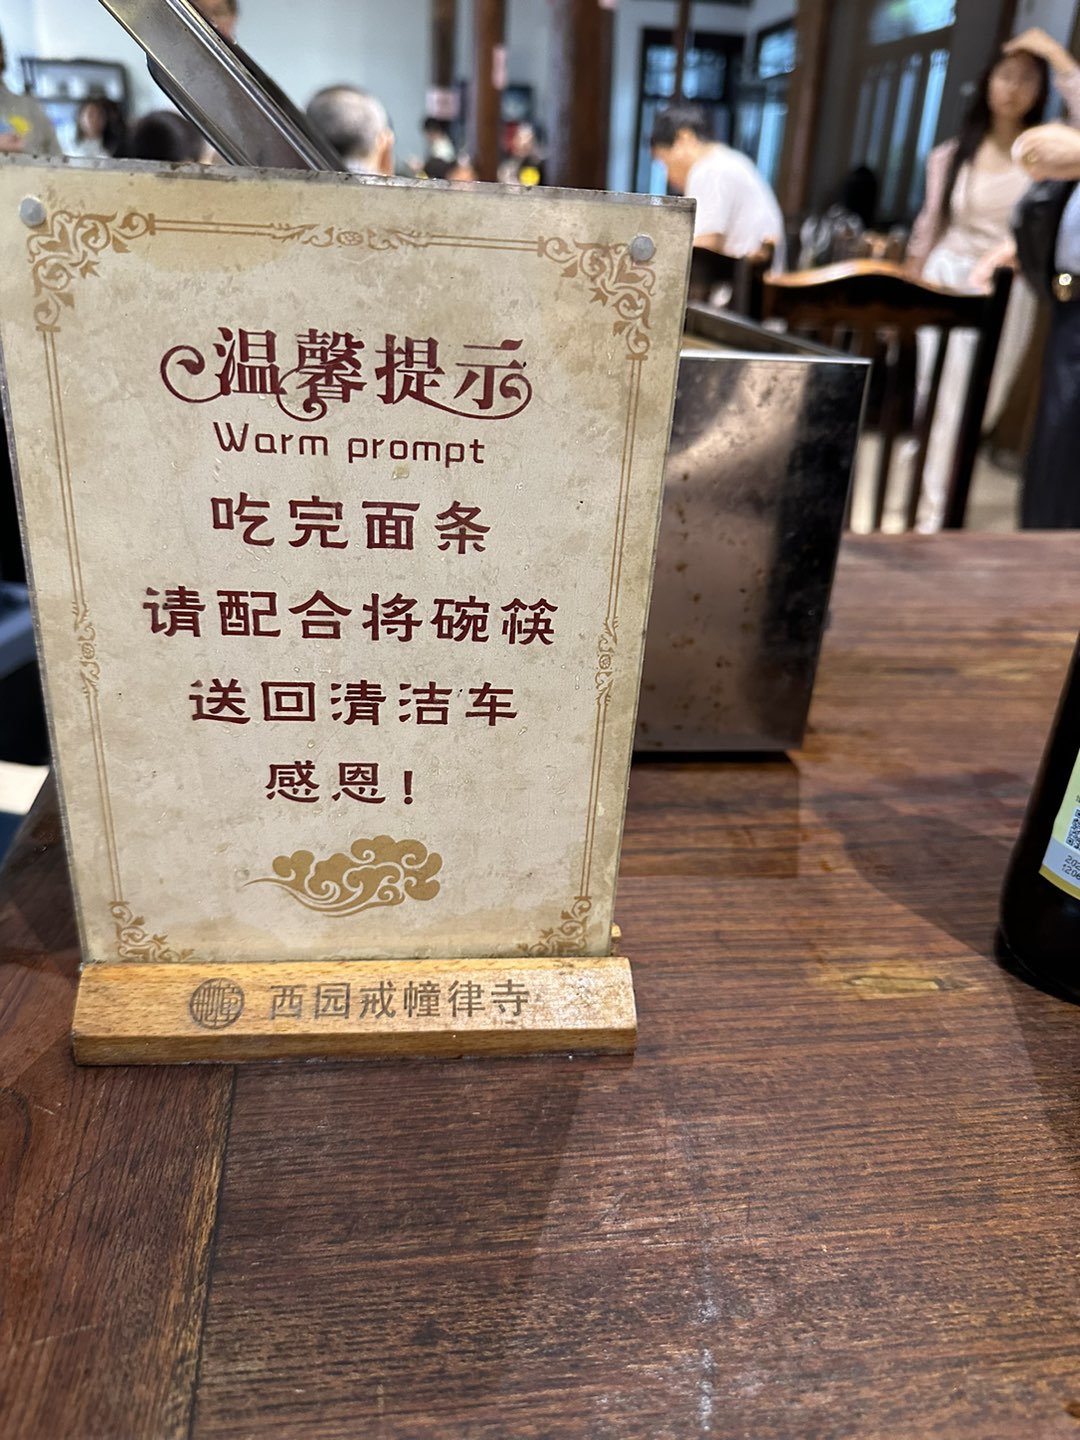 温馨提示
Warm prompt
吃完面条
请配合将碗筷
送回清洁车
感恩！
西园戒幢律寺